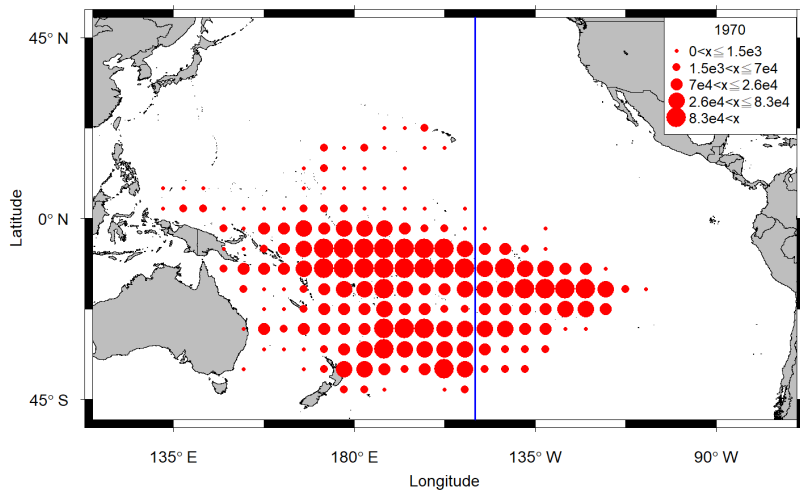 45° N
0° N
45° S
Latitude
1970
0<x≦1.5e3
1.5e3<x≦7e4
7e4<x≦2.6e4
2.6e4<x≦8.3e4
8.3e4<x
135° E
180° E
135° W
90° W
Longitude